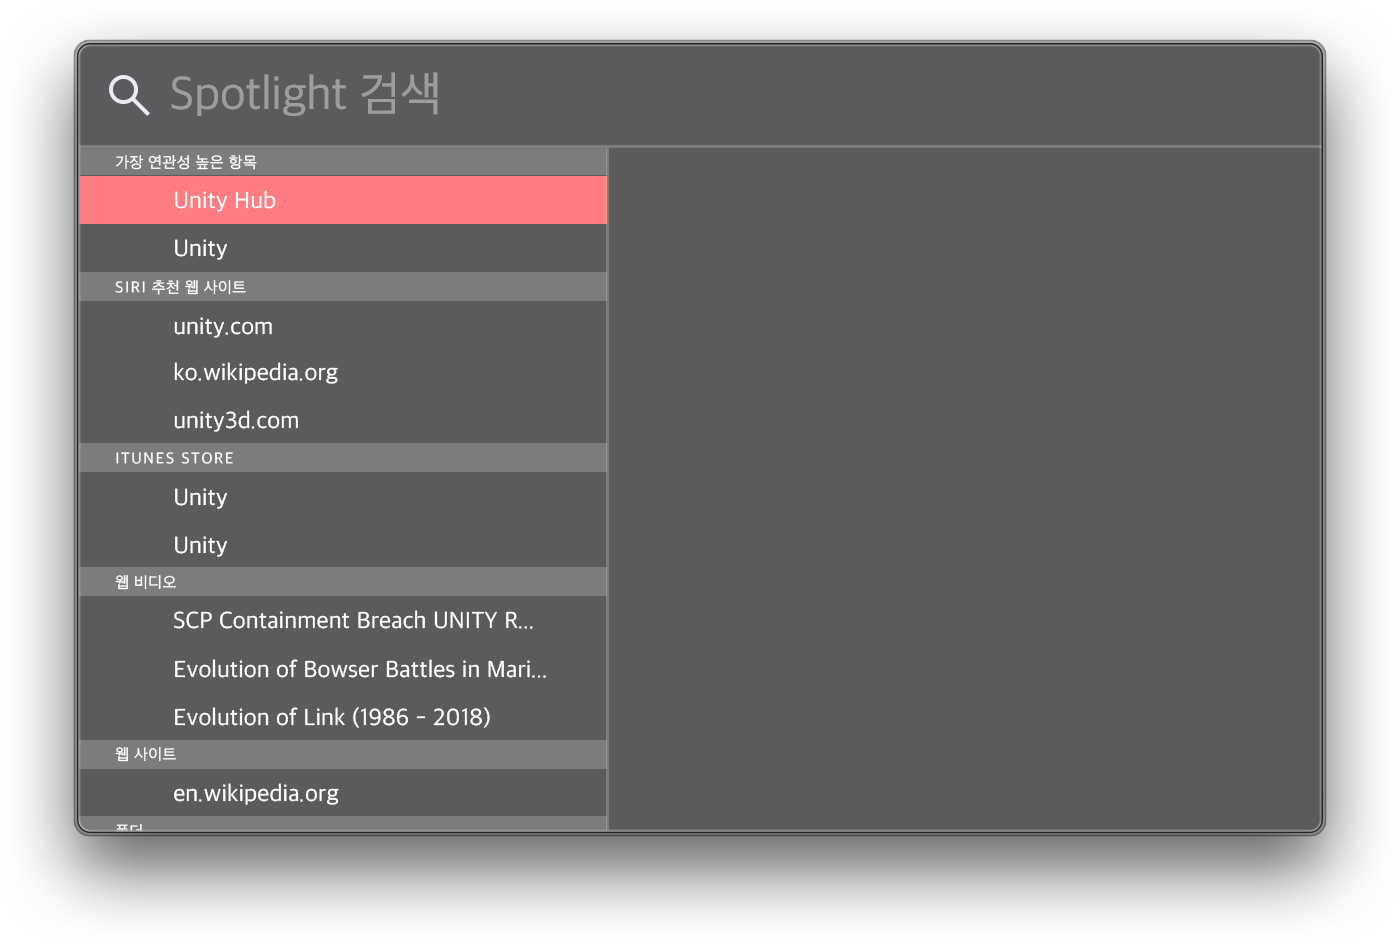 Spotlight 검색
가장 연관성 높은 항목
Unity Hub
Unity
SIRI 추천 웹 사이트
unity.com
ko.wikipedia.org
unity3d.com
ITUNES STORE
Unity
Unity
웹 비디오
SCP Containment Breach UNITY R...
Evolution of Bowser Battles in Mari...
Evolution of Link (1986 - 2018)
웹 사이트
en.wikipedia.org